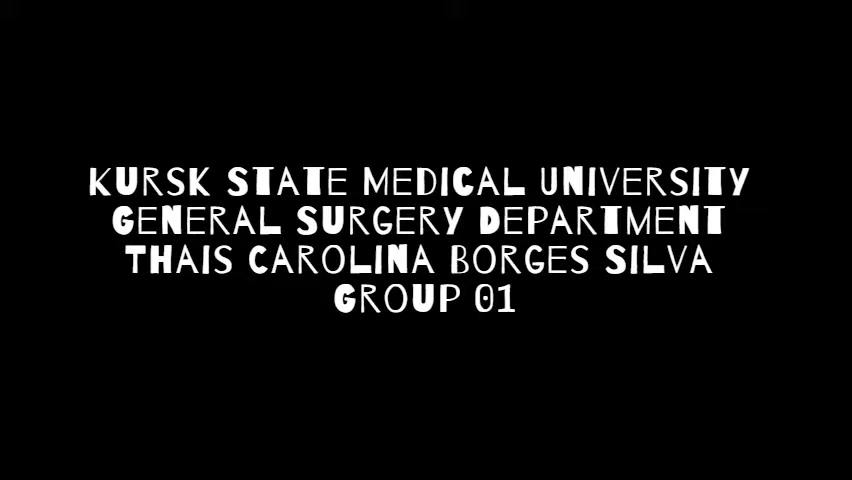 KURSK STATE MEDICAL UNIVERSITY
GENERAL SURGERY DEPARTMENT
THAIS CAROLINA BORGES SILVA
GROUP 01